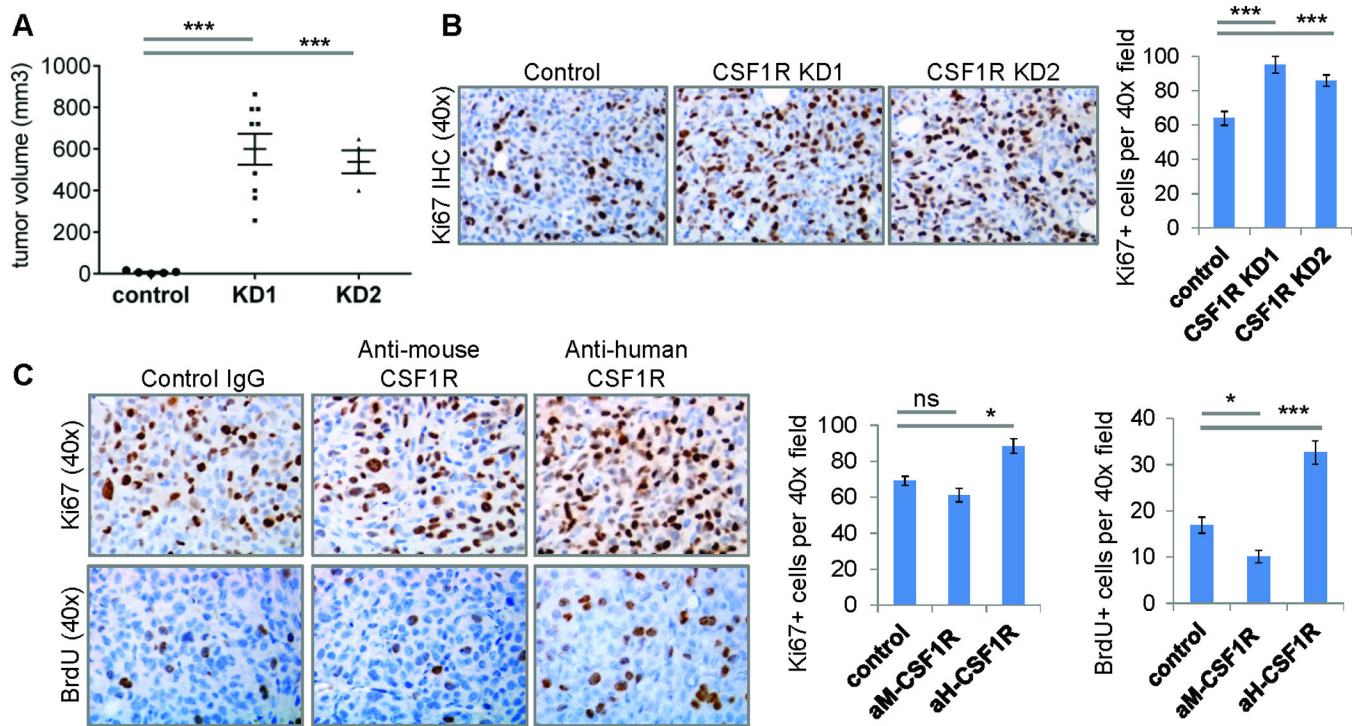 A
***
***
tumor volume (mm3)
1000
800
600
400
200
0
control KD1 KD2
B
Control CSF1R KD1 CSF1R KD2
Ki67 IHC (40x)
***
***
Ki67+ cells per 40x field
100
80
60
40
20
0
control
CSF1R KD1
CSF1R KD2
C
Control IgG
Anti-mouse
CSF1R
Anti-human
CSF1R
Ki67 (40x)
BrdU (40x)
ns
*
Ki67+ cells per 40x field
100
80
60
40
20
0
control
aM-CSF1R
aH-CSF1R
*
***
BrdU+ cells per 40x field
40
30
20
10
0
control
aM-CSF1R
aH-CSF1R